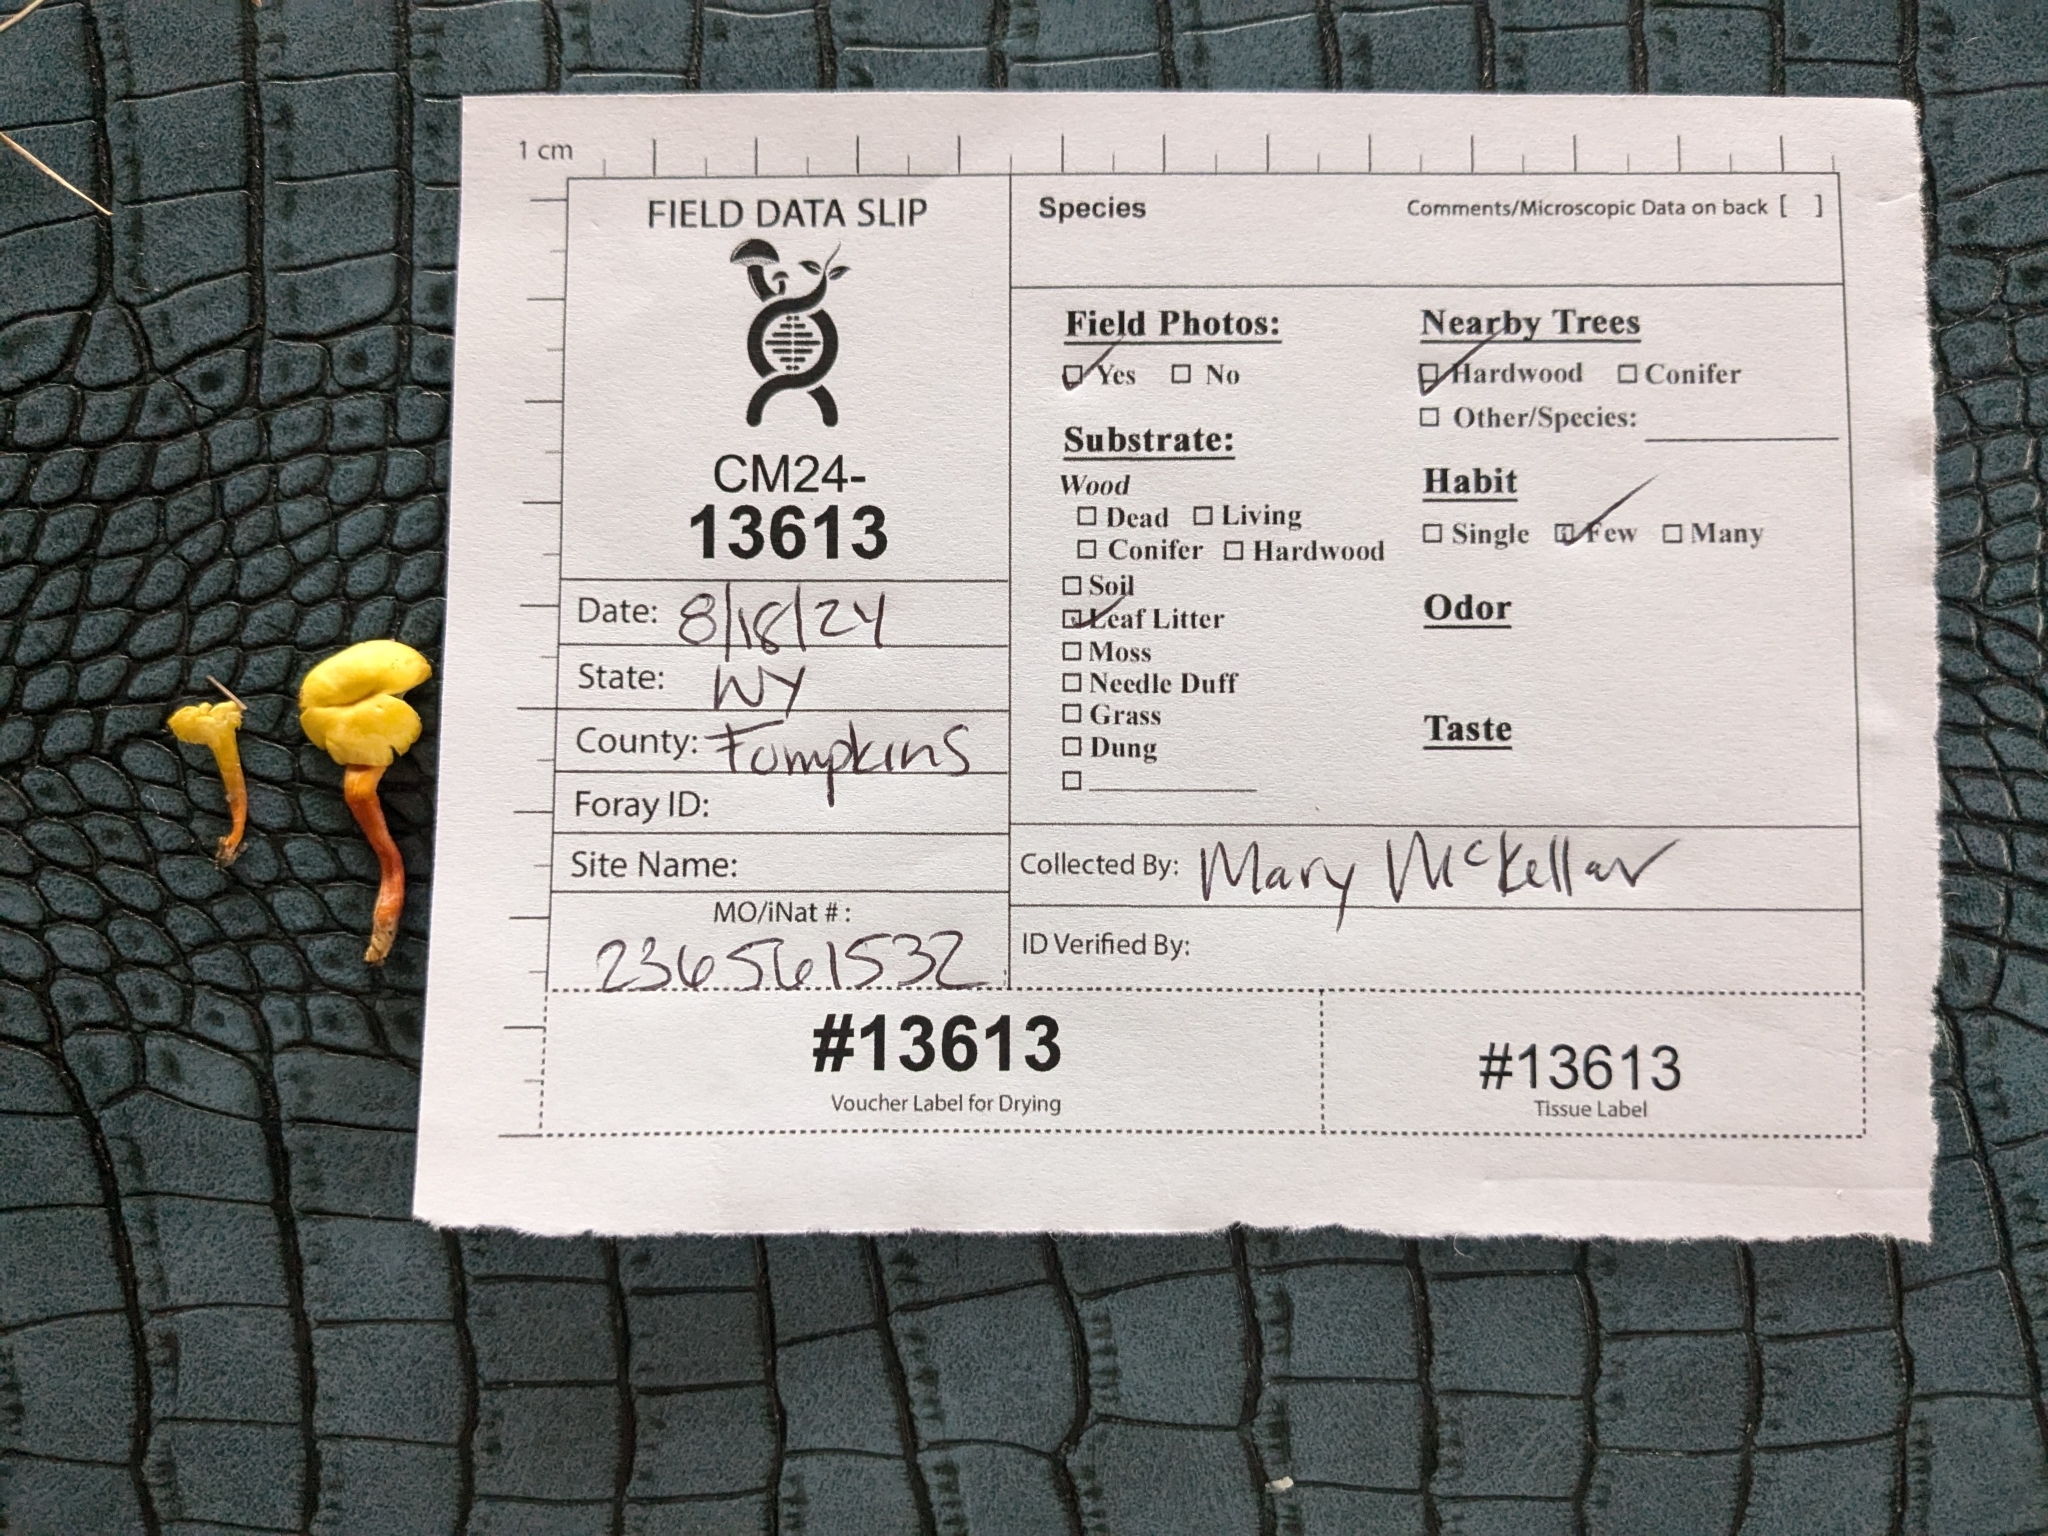 1 cm
FIELD DATA SLIP
CM24-
13613
Date: 8/18/24
State: NY
County: Tompkins
Foray ID:
Site Name:
MO/iNat # :
236561532
Species
Comments/Microscopic Data on back [ ]
Field Photos:
Yes No
Substrate:
Wood
Dead Living
Conifer Hardwood
Soil
Leaf Litter
Moss
Needle Duff
Grass
Dung
Nearby Trees
Hardwood Conifer
Other/Species:
Habit
Single Few Many
Odor
Taste
Collected By: Mary McKellar
ID Verified By:
#13613
Voucher Label for Drying
#13613
Tissue Label